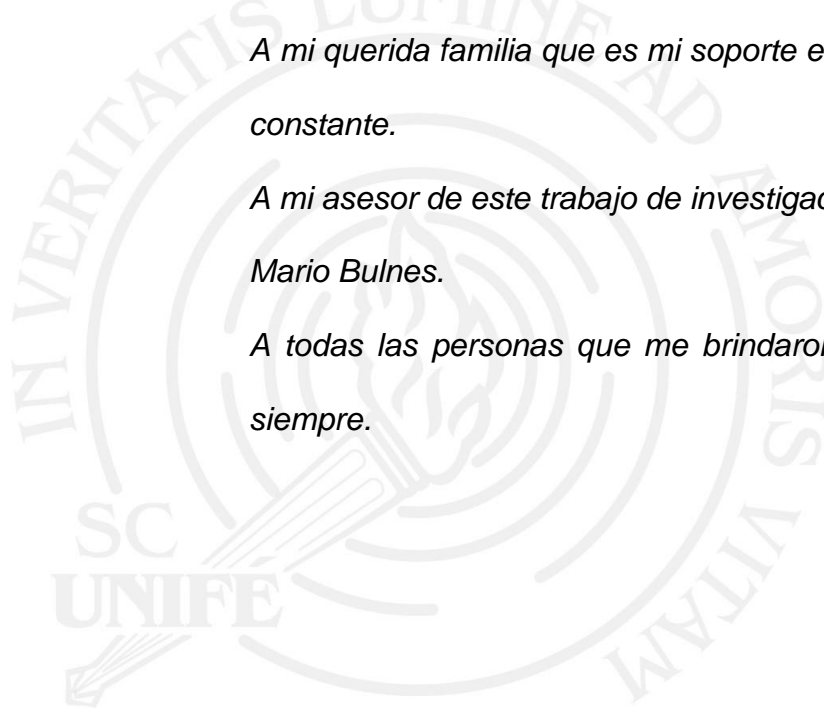 A mi querida familia que es mi soporte e
constante.
A mi asesor de este trabajo de investigac
Mario Bulnes.
A todas las personas que me brindaron
siempre.
IN VERITATIS LUMINE AD AMORIS VITAM
SC
UNIFE